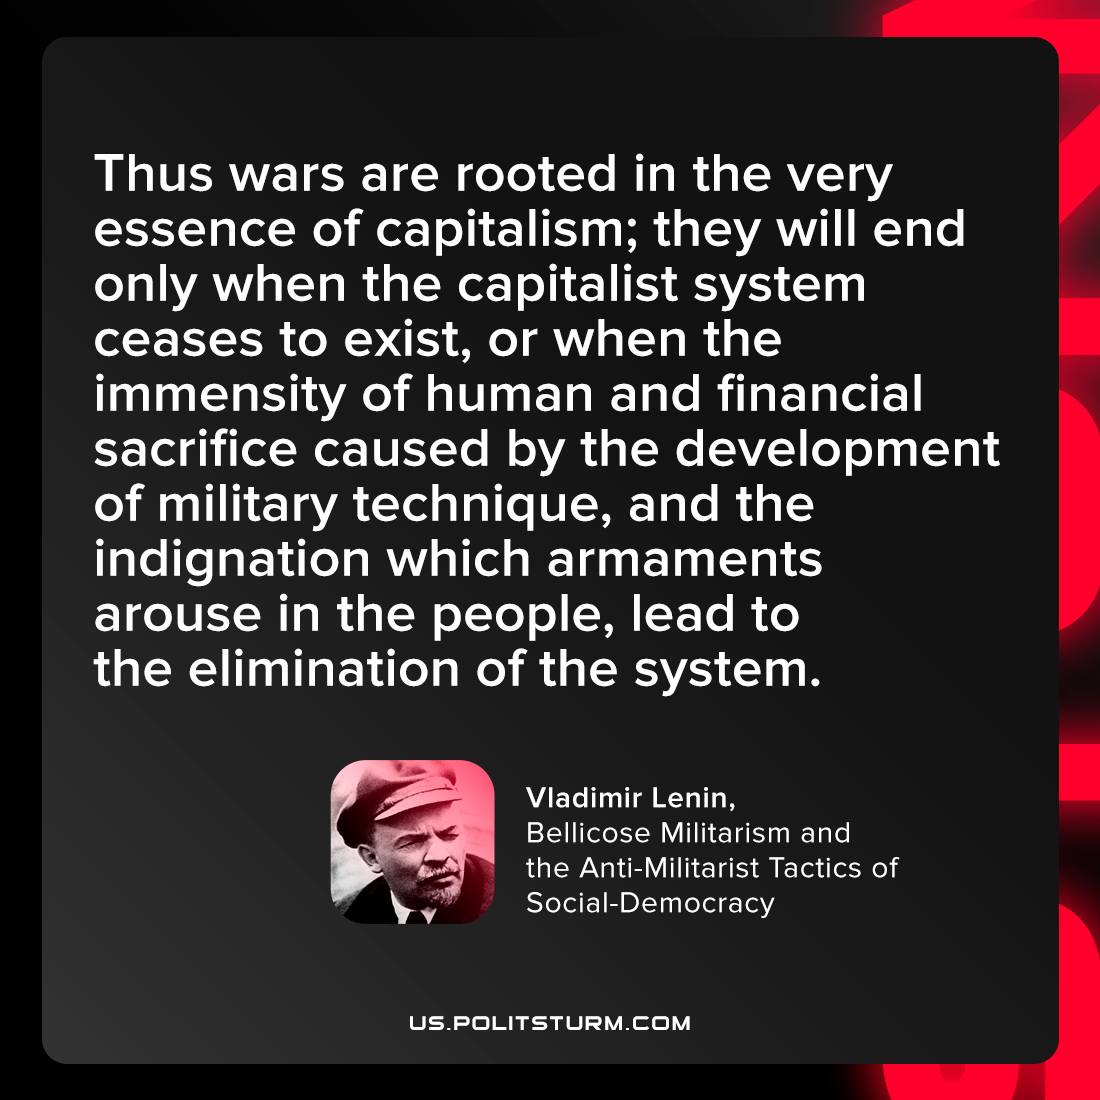 Thus wars are rooted in the very
essence of capitalism; they will end
only when the capitalist system
ceases to exist, or when the
immensity of human and financial
sacrifice caused by the development
of military technique, and the
indignation which armaments
arouse in the people, lead to
the elimination of the system.
Vladimir Lenin,
Bellicose Militarism and
the Anti-Militarist Tactics of
Social-Democracy
US.POLITSTURM.COM